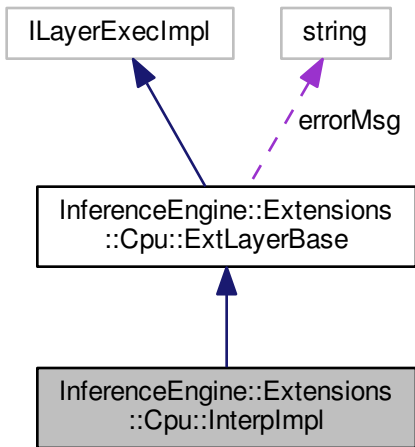 ILayerExecImpl
string
errorMsg
InferenceEngine::Extensions
::Cpu::ExtLayerBase
InferenceEngine::Extensions
::Cpu::InterpImpl